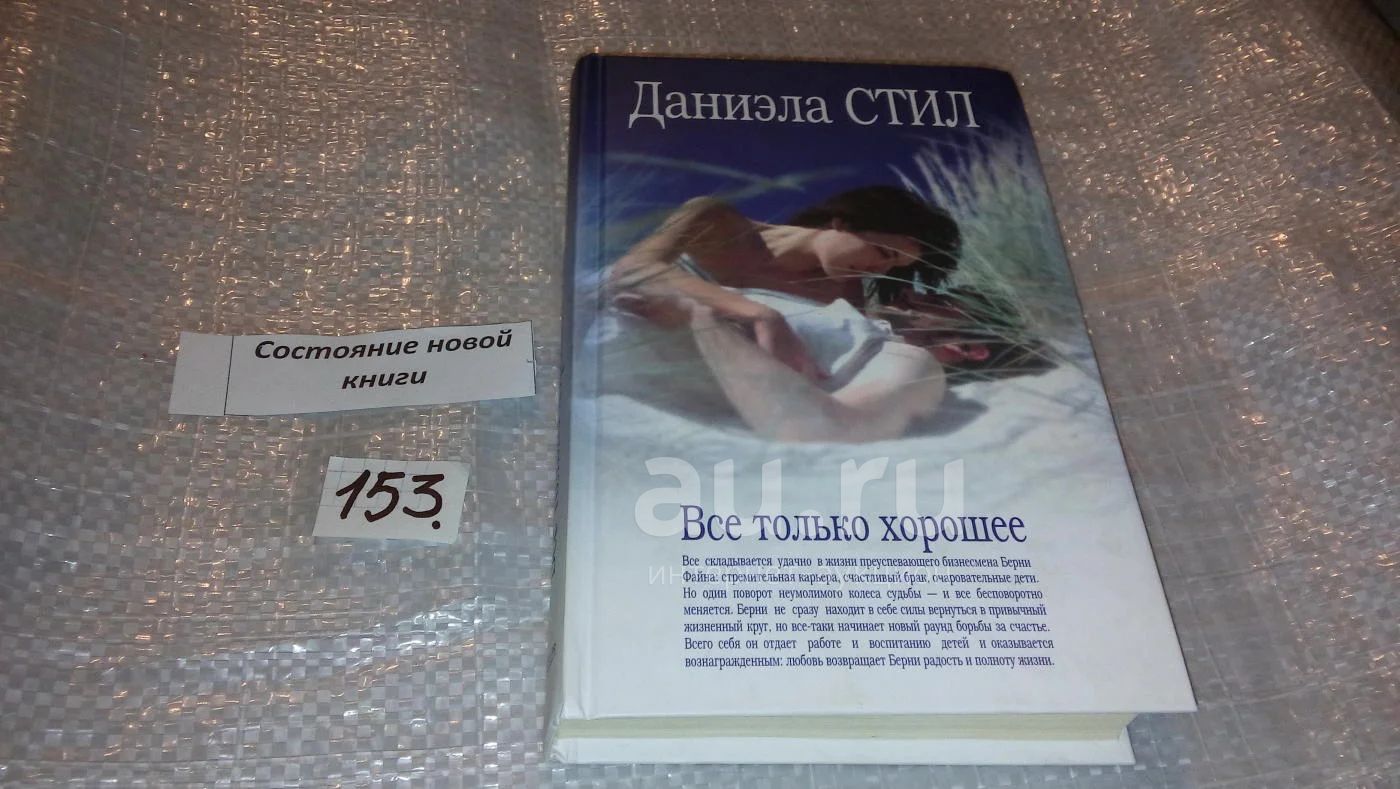 Даниэла СТИЛ
Состояние новой
книги
153.
au.ru
Все только хорошее
Все складывается удачно в жизни преуспевающего бизнесмена Берни
Файна: стремительная карьера, счастливый брак, очаровательные дети.
Но один поворот неумолимого колеса судьбы — и все бесповоротно
меняется. Берни не сразу находит в себе силы вернуться в привычный
жизненный круг, но все-таки начинает новый раунд борьбы за счастье.
Всего себя он отдает работе и воспитанию детей и оказывается
вознагражденным: любовь возвращает Берни радость и полноту жизни.